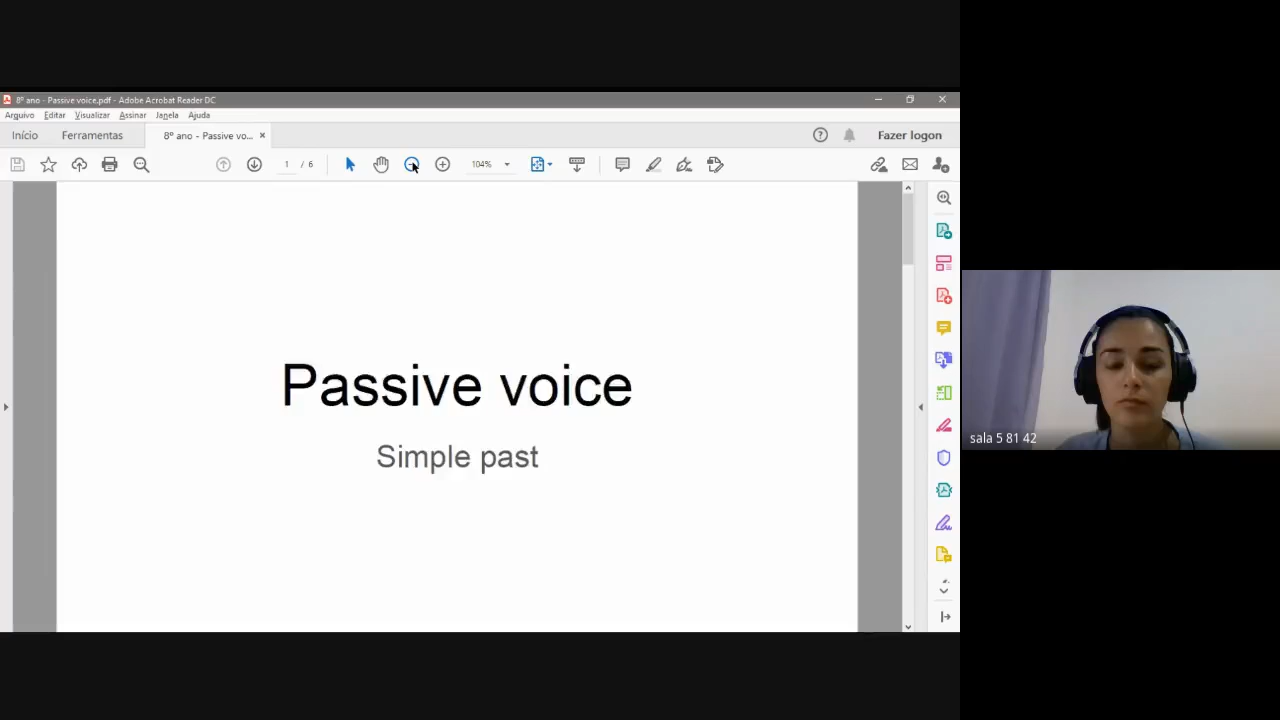 8º ano - Passive voice.pdf - Adobe Acrobat Reader DC
Arquivo Editar Visualizar Assinar Janela Ajuda
Início Ferramentas 8º ano - Passive vo... × Fazer logon
1 / 6 104%
Passive voice
Simple past
sala 5 81 42